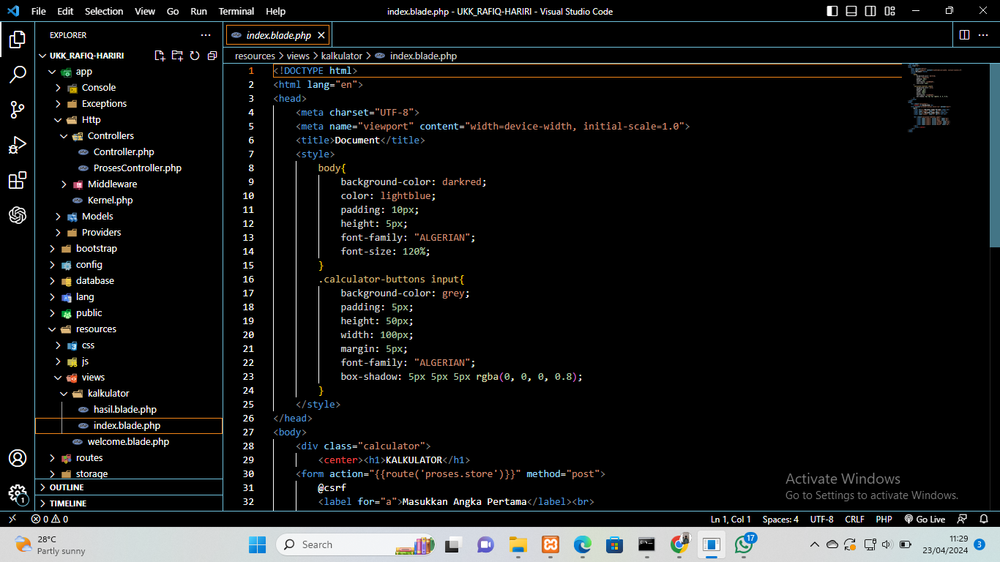 File Edit Selection View Go Run Terminal Help index.blade.php - UKK_RAFIQ-HARIRI - Visual Studio Code
EXPLORER
UKK_RAFIQ-HARIRI
app
Console
Exceptions
Http
Controllers
Controller.php
ProsesController.php
Middleware
Kernel.php
Models
Providers
bootstrap
config
database
lang
public
resources
css
js
views
kalkulator
hasil.blade.php
index.blade.php
welcome.blade.php
routes
storage
OUTLINE
TIMELINE
index.blade.php
resources > views > kalkulator > index.blade.php
1 <!DOCTYPE html>
2 <html lang="en">
3 <head>
4 <meta charset="UTF-8">
5 <meta name="viewport" content="width=device-width, initial-scale=1.0">
6 <title>Document</title>
7 <style>
8 body{
9 background-color: darkred;
10 color: lightblue;
11 padding: 10px;
12 height: 5px;
13 font-family: "ALGERIAN";
14 font-size: 120%;
15 }
16 .calculator-buttons input{
17 background-color: grey;
18 padding: 5px;
19 height: 50px;
20 width: 100px;
21 margin: 5px;
22 font-family: "ALGERIAN";
23 box-shadow: 5px 5px 5px rgba(0, 0, 0, 0.8);
24 }
25 </style>
26 </head>
27 <body>
28 <div class="calculator">
29 <center><h1>KALKULATOR</h1>
30 <form action="{{route('proses.store')}}" method="post">
31 @csrf
32 <label for="a">Masukkan Angka Pertama</label><br>
Activate Windows
Go to Settings to activate Windows.
1
0 0 Ln 1, Col 1 Spaces: 4 UTF-8 CRLF PHP Go Live
28°C
Partly sunny
Search
17
11:29
23/04/2024
3